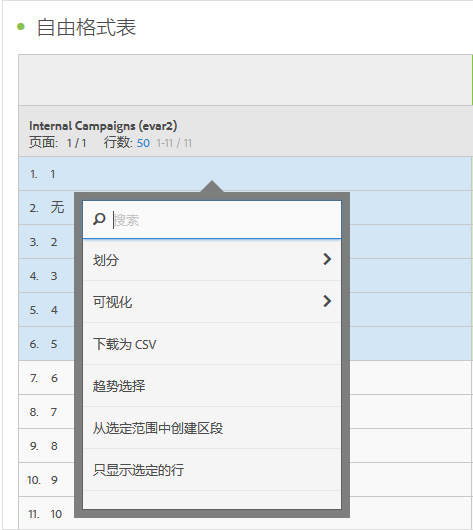 自由格式表
Internal Campaigns (evar2)
页面: 1 / 1 行数: 50 1-11 / 11
1. 1
2. 无
3. 2
4. 3
5. 4
6. 5
7. 6
8. 7
9. 8
10. 9
11. 10
搜索
划分
可视化
下载为 CSV
趋势选择
从选定范围中创建区段
只显示选定的行